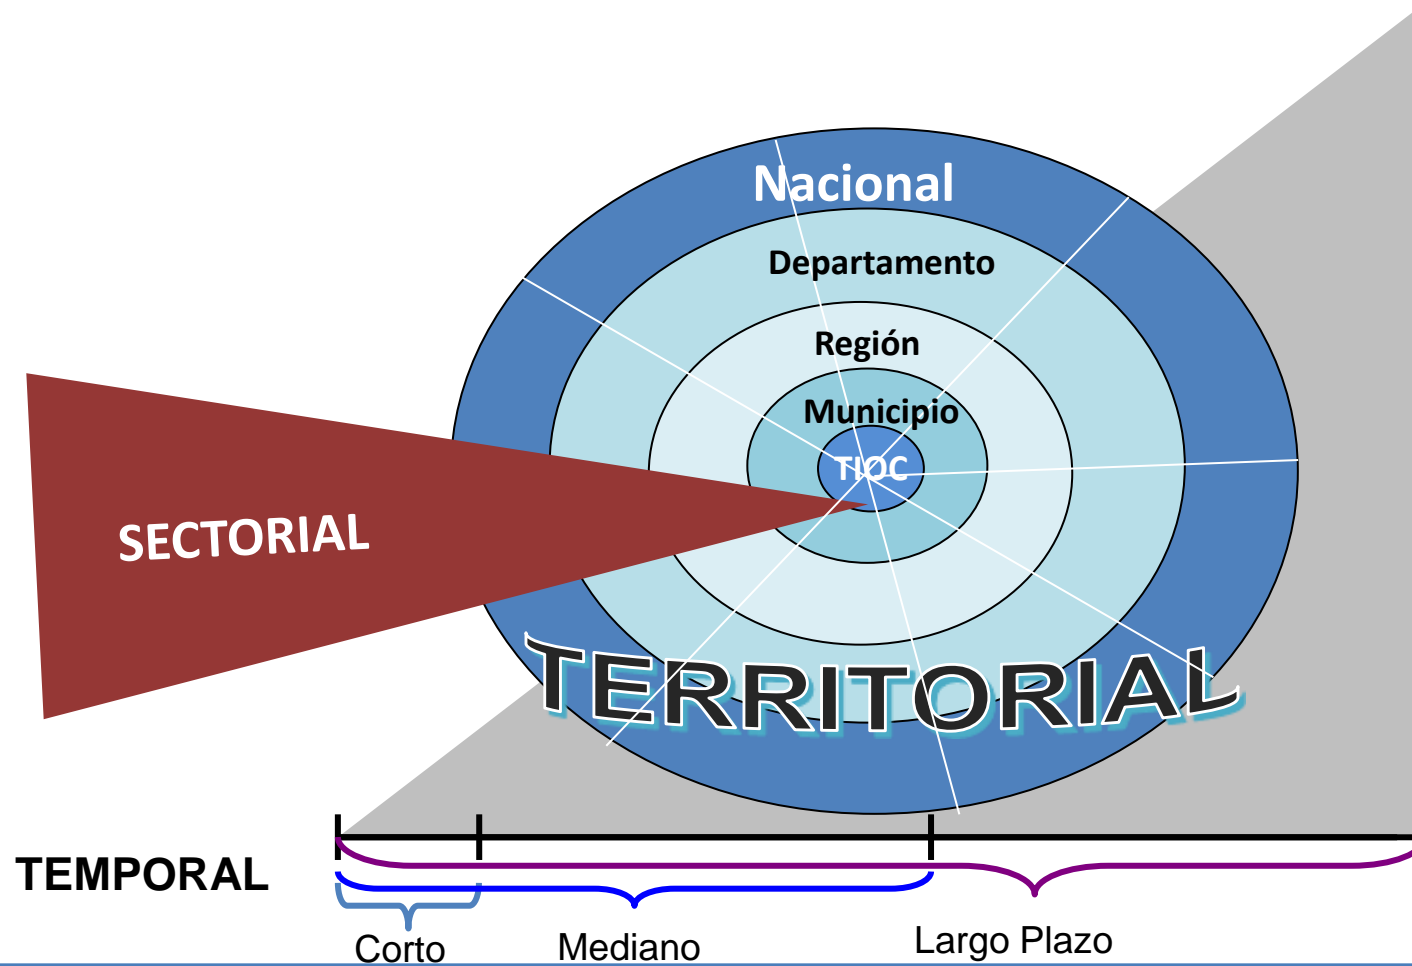 Nacional
Departamento
Región
Municipio
TIOC
SECTORIAL
TERRITORIAL
TEMPORAL
Corto
Mediano
Largo Plazo